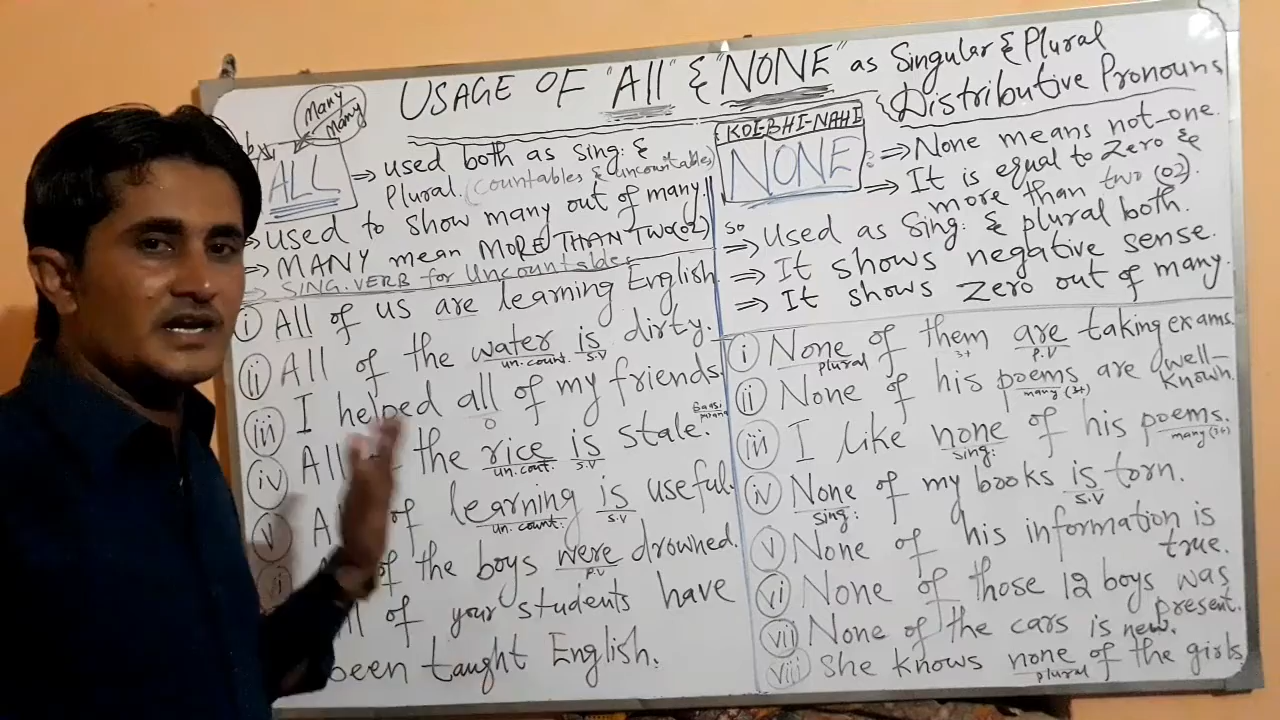 USAGE OF "All" & "NONE" as Singular & Plural
Distributive Pronouns
Many
Many
ALL
⇒ used both as Sing: &
Plural. (Countables & Uncountables)
⇒ used to show many out of many
⇒ MANY mean MORE THAN TWO(02)
⇒ SING.VERB for Uncountables
(i) All of us are learning English.
(ii) All of the water is dirty.
un.count. S.V
(iii) I helped all of my friends.
O
(iv) All the rice is stale.
un.cont. S.V
(v) of learning is useful.
un.count: S.V
(vi) of the boys were drowned.
P.V
of your students have
been taught English.
KOI-BHI-NAHI
NONE
⇒ None means not-one.
⇒ It is equal to Zero &
more than two (02).
so
⇒ Used as Sing: & plural both.
⇒ It shows negative sense.
⇒ It shows Zero out of many.
(i) None of them are taking exams.
plural 3+ P.V
(ii) None of his poems are well-
known.
many (3+)
(iii) I like none of his poems.
Sing: many (3+)
(iv) None of my books is torn.
Sing: S.V
(v) None of his information is
true.
(vi) None of those 12 boys was
present.
(vii) None of the cars is new.
(viii) She knows none of the girls
plural